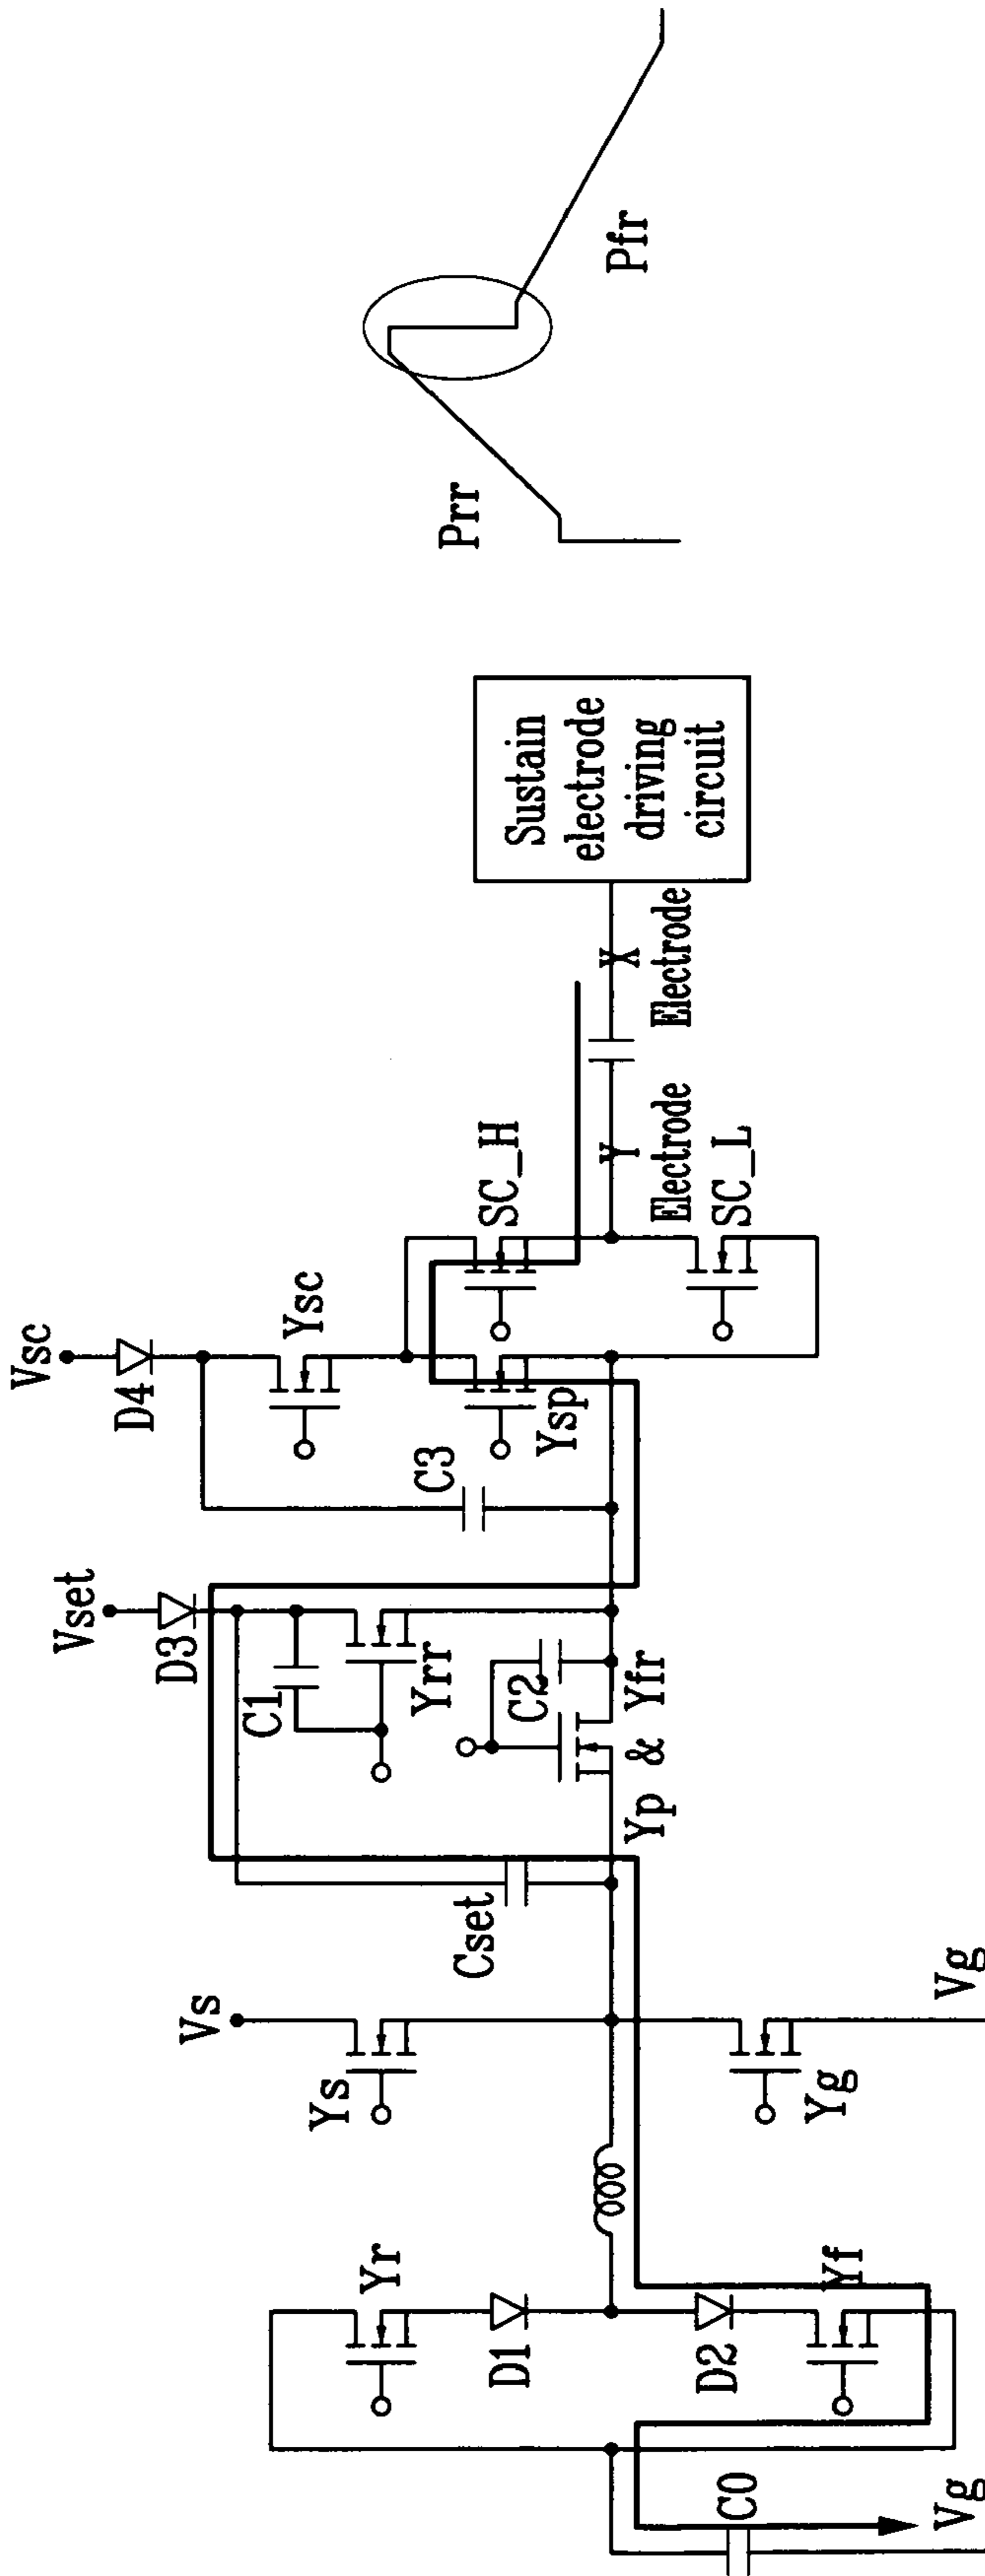 Prr
Pfr
Vsc
D4
Ysc
SC_H
C3
Ysp
Y
Electrode
X
Electrode
SC_L
Sustain
electrode
driving
circuit
Vset
D3
C1
Yrr
C2
Yp & Yfr
Cset
Vs
Ys
Yg
Vg
Yr
D1
D2
Yf
C0
Vg